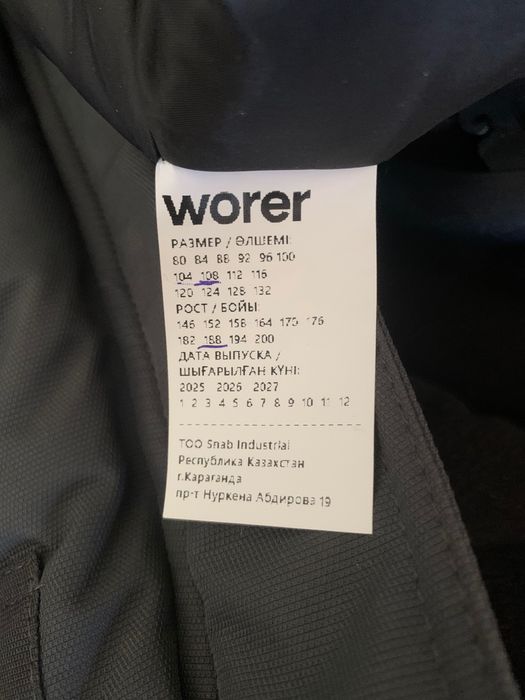 worer
РАЗМЕР / ӨЛШЕМІ:
80 84 88 92 96 100
104 108 112 116
120 124 128 132
РОСТ / БОЙЫ:
146 152 158 164 170 176
182 188 194 200
ДАТА ВЫПУСКА /
ШЫҒАРЫЛҒАН КҮНІ:
2025 2026 2027
1 2 3 4 5 6 7 8 9 10 11 12
ТОО Snab Industrial
Республика Казахстан
г.Караганда
пр-т Нуркена Абдирова 19